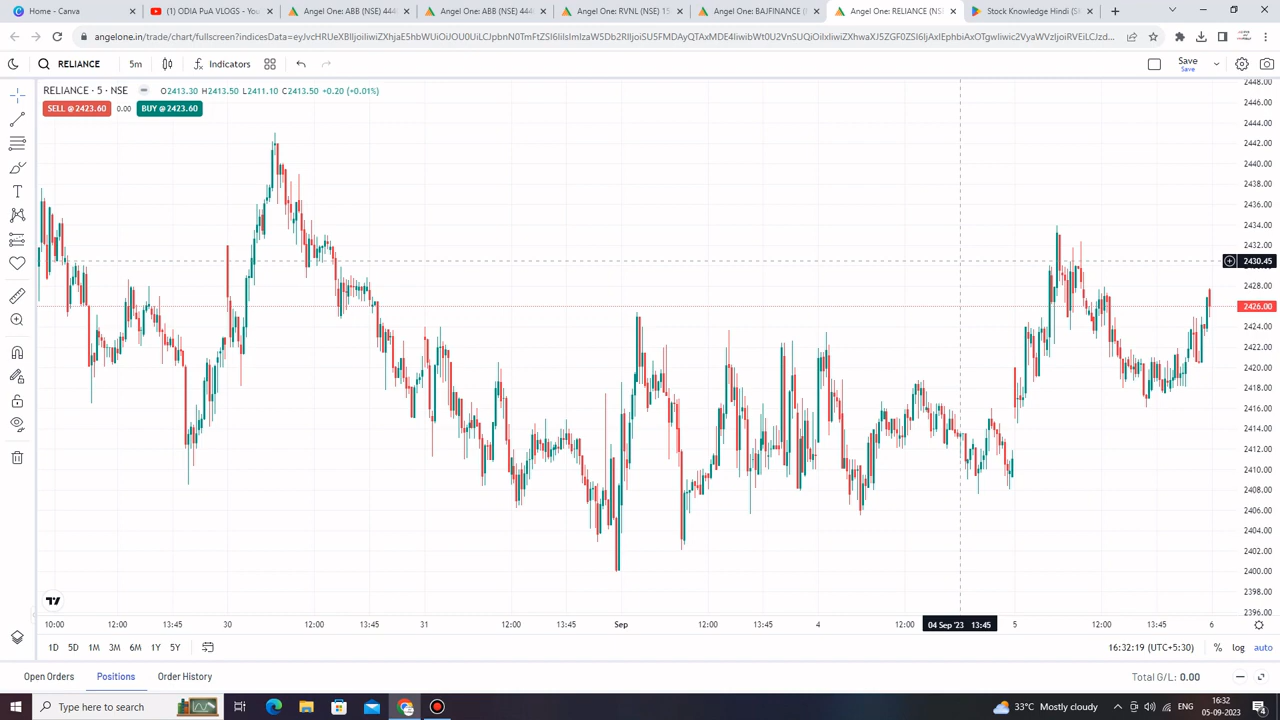 Home - Canva
(1) ODIA PuA VLOGS - You
Angel One: ABB (NSE) 444
Angel One: ABB (NSE) 444
Angel One: RVNL (NSE) 15
Angel One: BAJFINANCE (N
Angel One: RELIANCE (NSE
Stock Knowledge Hindi (Sh
RELIANCE
5m
Indicators
Save
Save
RELIANCE · 5 · NSE
O2413.30 H2413.50 L2411.10 C2413.50 +0.20 (+0.01%)
SELL @ 2423.60
0.00
BUY @ 2423.60
2448.00
2446.00
2444.00
2442.00
2440.00
2438.00
2436.00
2434.00
2432.00
2430.45
2428.00
2426.00
2424.00
2422.00
2420.00
2418.00
2416.00
2414.00
2412.00
2410.00
2408.00
2406.00
2404.00
2402.00
2400.00
2398.00
2396.00
10:00 12:00 13:45 30 12:00 13:45 31 12:00 13:45 Sep 12:00 13:45 4 12:00 04 Sep '23 13:45 5 12:00 13:45 6
1D 5D 1M 3M 6M 1Y 5Y
16:32:19 (UTC+5:30) % log auto
Open Orders Positions Order History
Total G/L: 0.00
Type here to search
33°C Mostly cloudy
ENG
16:32
05-09-2023
4